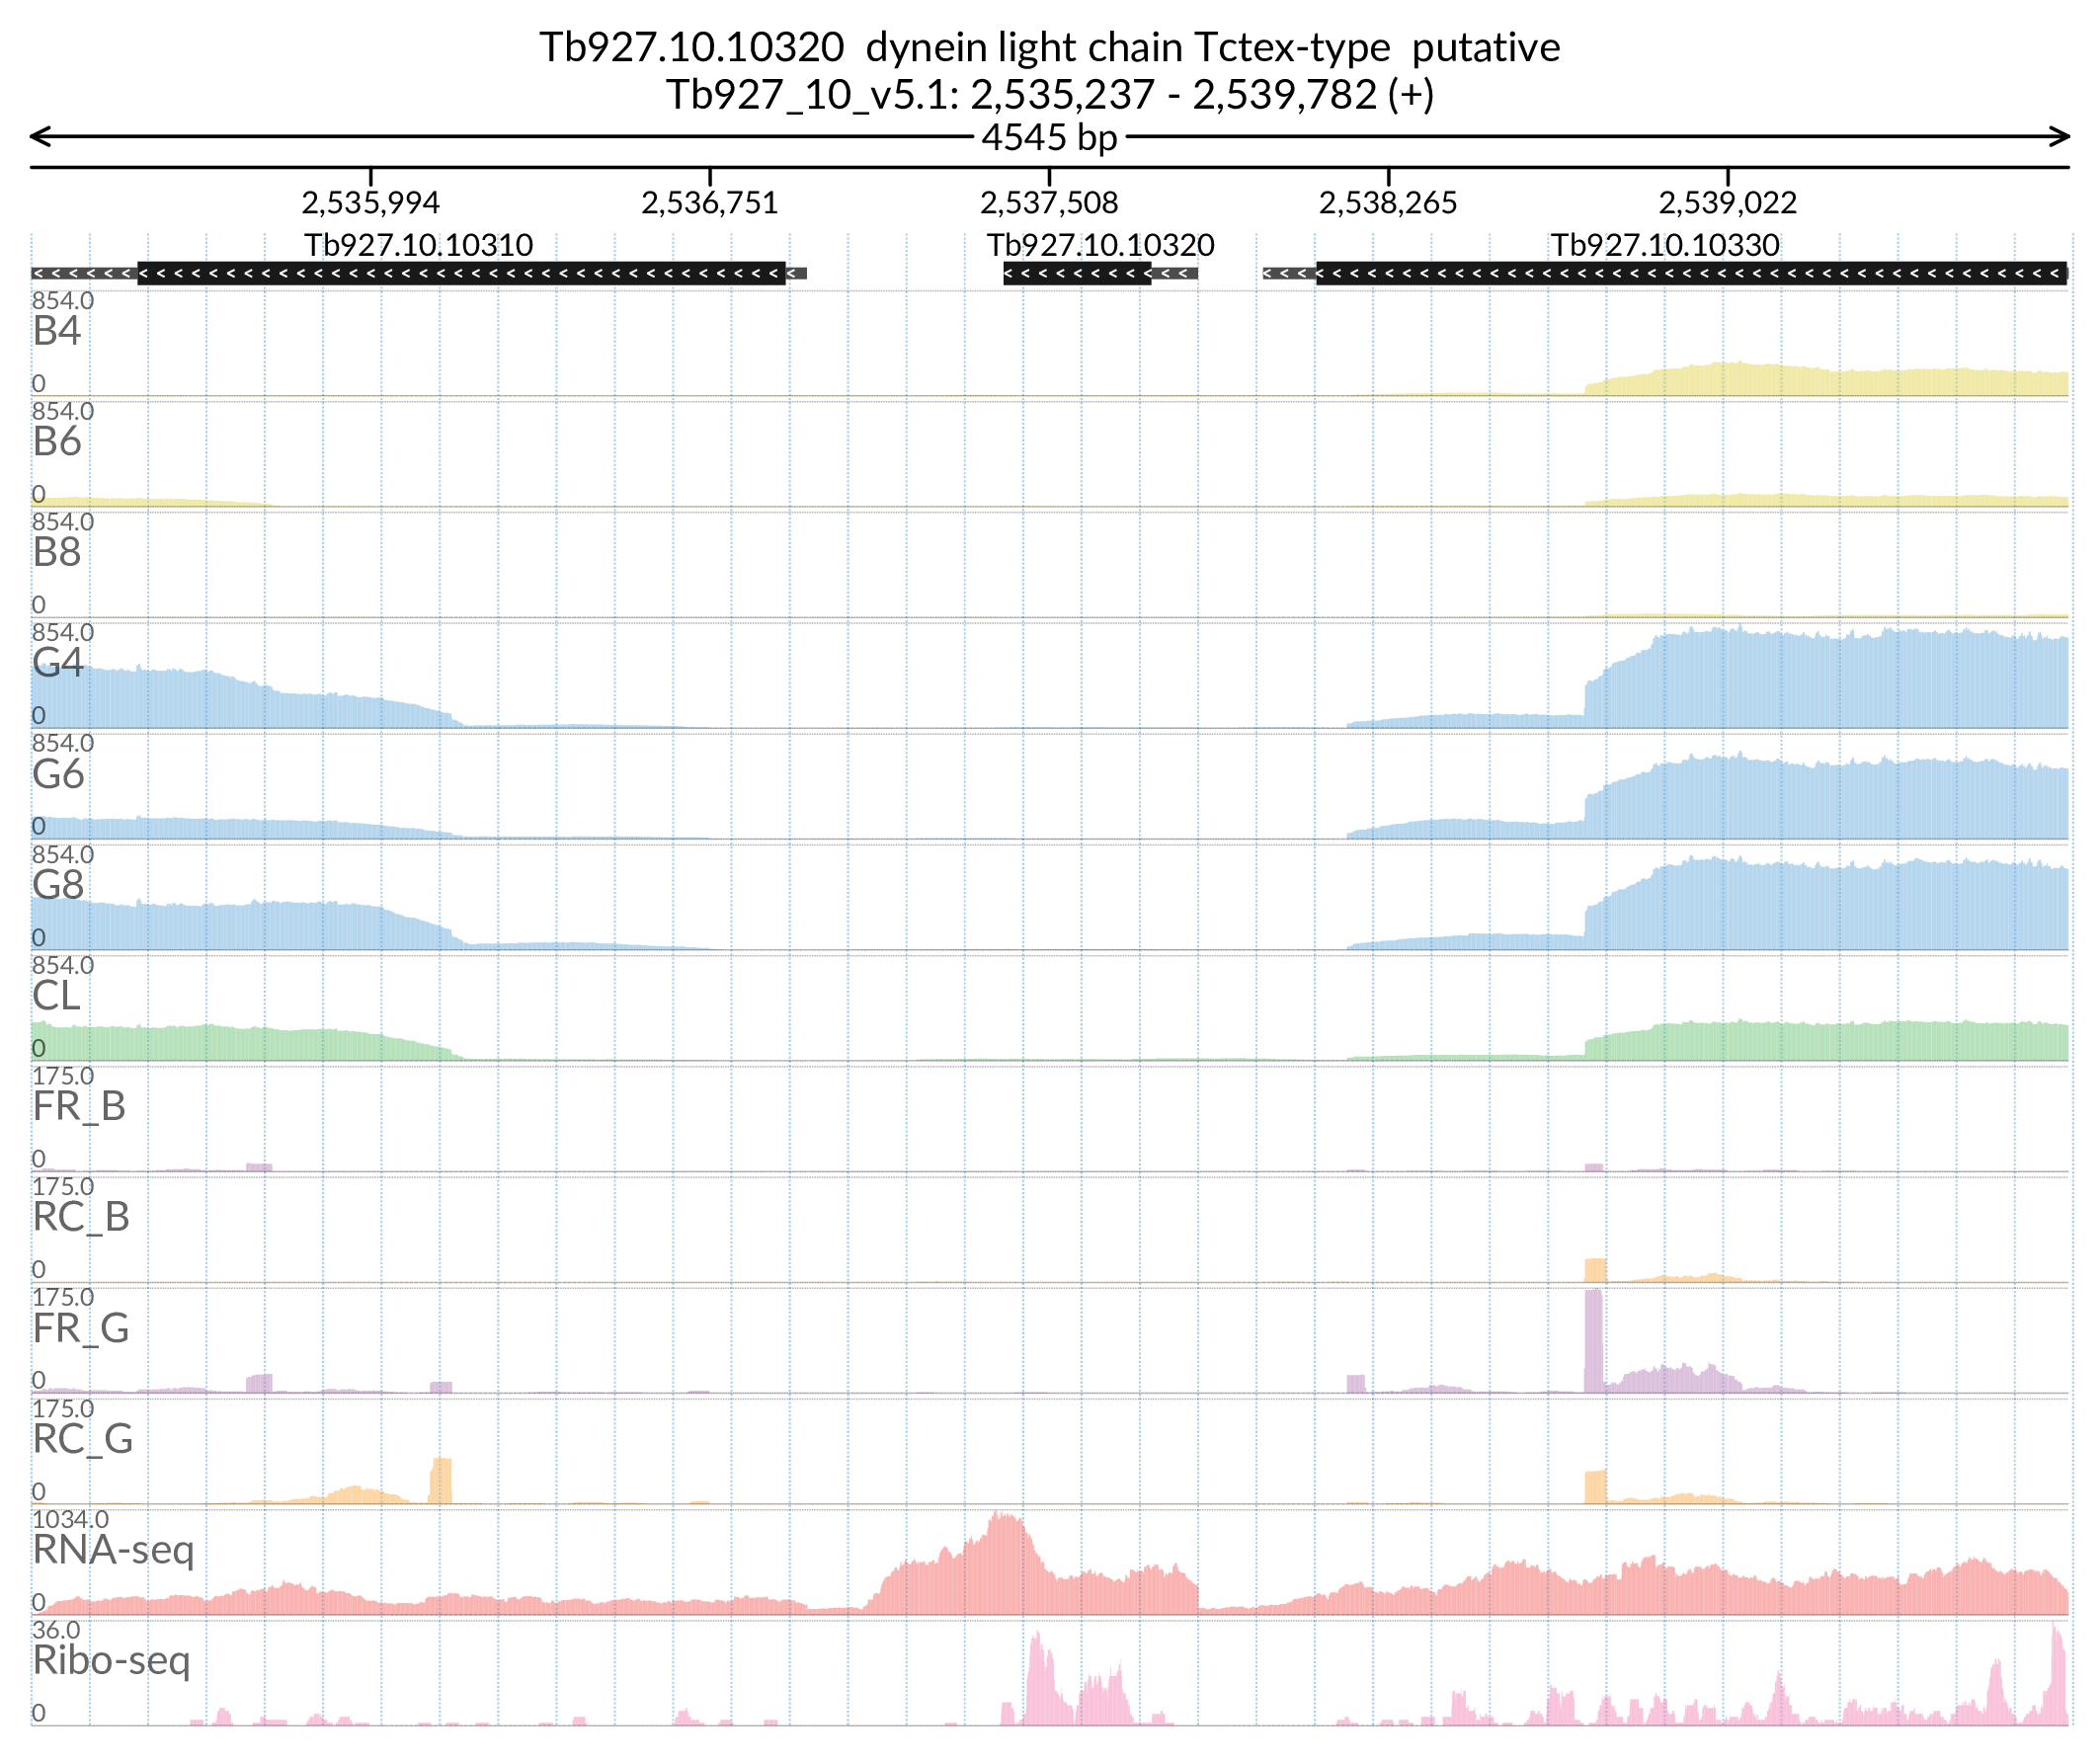 Tb927.10.10320  dynein light chain Tctex-type  putative
Tb927_10_v5.1: 2,535,237 - 2,539,782 (+)
4545 bp
2,535,994 2,536,751 2,537,508 2,538,265 2,539,022
Tb927.10.10310 Tb927.10.10320 Tb927.10.10330
854.0
B4
0
854.0
B6
0
854.0
B8
0
854.0
G4
0
854.0
G6
0
854.0
G8
0
854.0
CL
0
175.0
FR_B
0
175.0
RC_B
0
175.0
FR_G
0
175.0
RC_G
0
1034.0
RNA-seq
0
36.0
Ribo-seq
0